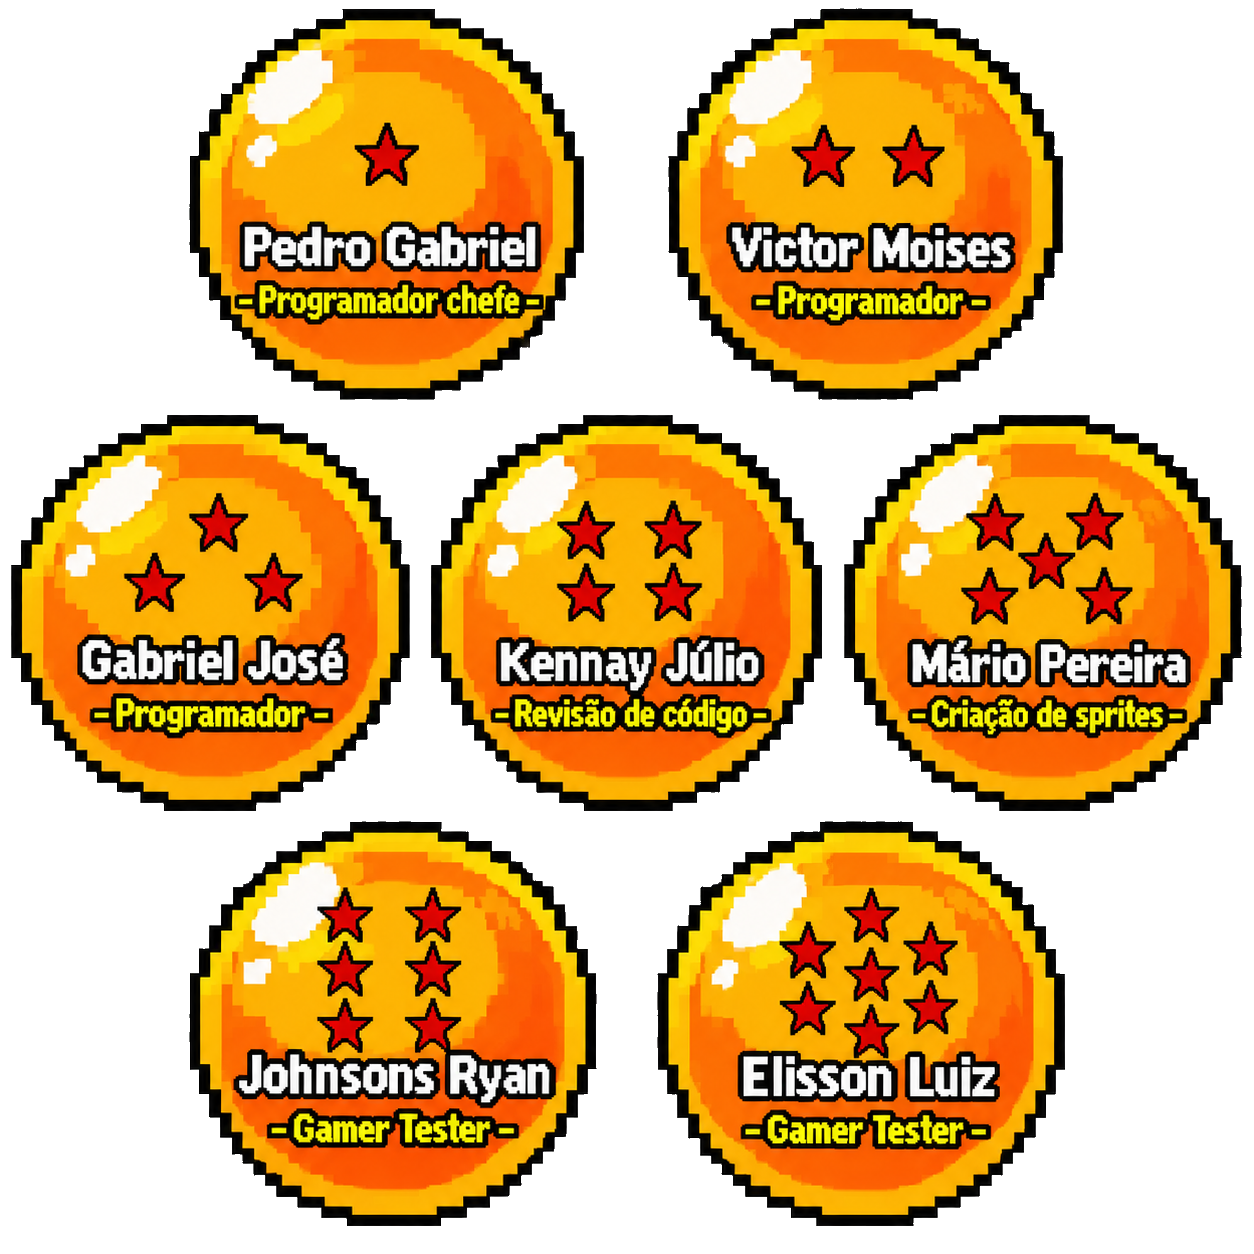 Pedro Gabriel
-Programador chefe-
Victor Moises
-Programador-
Gabriel José
-Programador-
Kennay Júlio
-Revisão de código-
Mário Pereira
-Criação de sprites-
Johnsons Ryan
-Gamer Tester-
Elisson Luiz
-Gamer Tester-